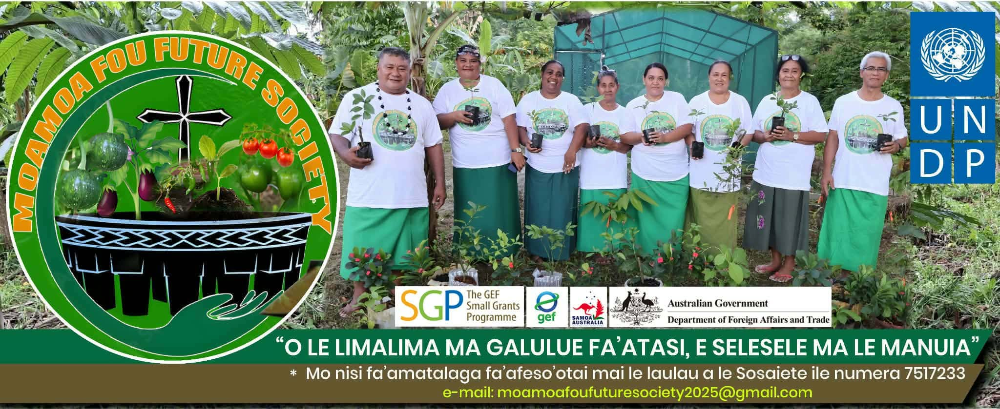 MOAMOA FOU FUTURE SOCIETY
UN
DP
SGP
The GEF
Small Grants
Programme
gef
SAMOA
AUSTRALIA
Australian Government
Department of Foreign Affairs and Trade
“O LE LIMALIMA MA GALULUE FA’ATASI, E SELESELE MA LE MANUIA”
* Mo nisi fa’amatalaga fa’afeso’otai mai le laulau a le Sosaiete ile numera 7517233
e-mail: moamoafoufuturesociety2025@gmail.com